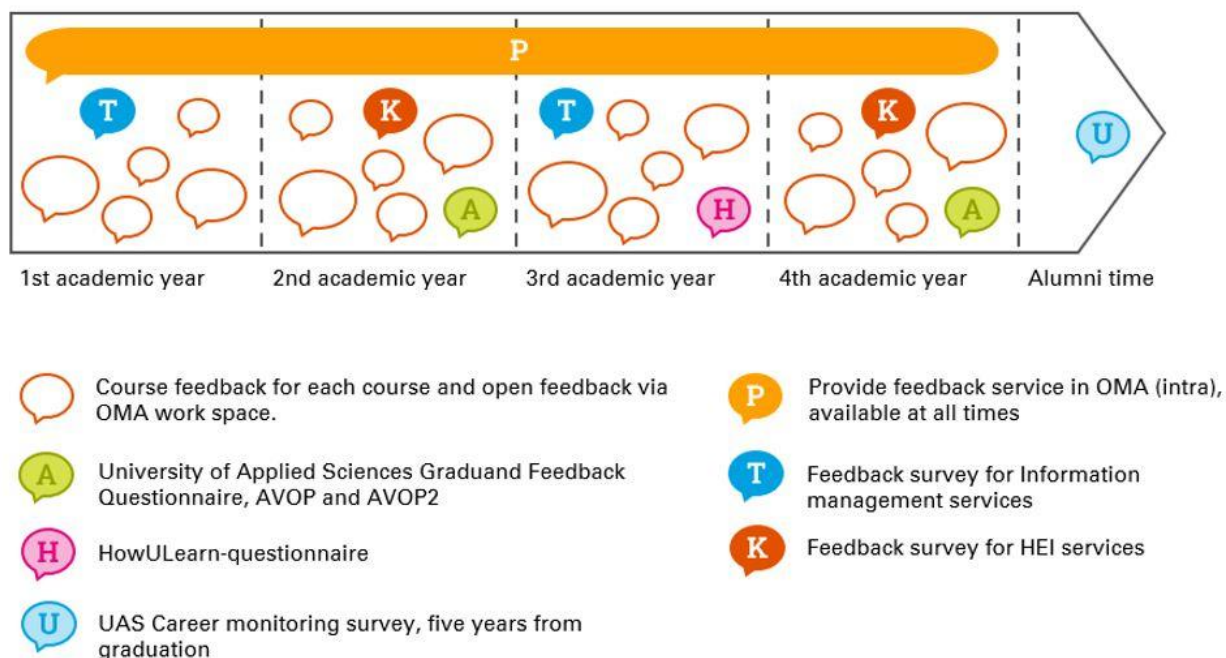 P
T
K
T
K
U
A
H
A
1st academic year
2nd academic year
3rd academic year
4th academic year
Alumni time
Course feedback for each course and open feedback via
OMA work space.
A
University of Applied Sciences Graduand Feedback
Questionnaire, AVOP and AVOP2
H
HowULearn-questionnaire
U
UAS Career monitoring survey, five years from
graduation
P
Provide feedback service in OMA (intra),
available at all times
T
Feedback survey for Information
management services
K
Feedback survey for HEI services